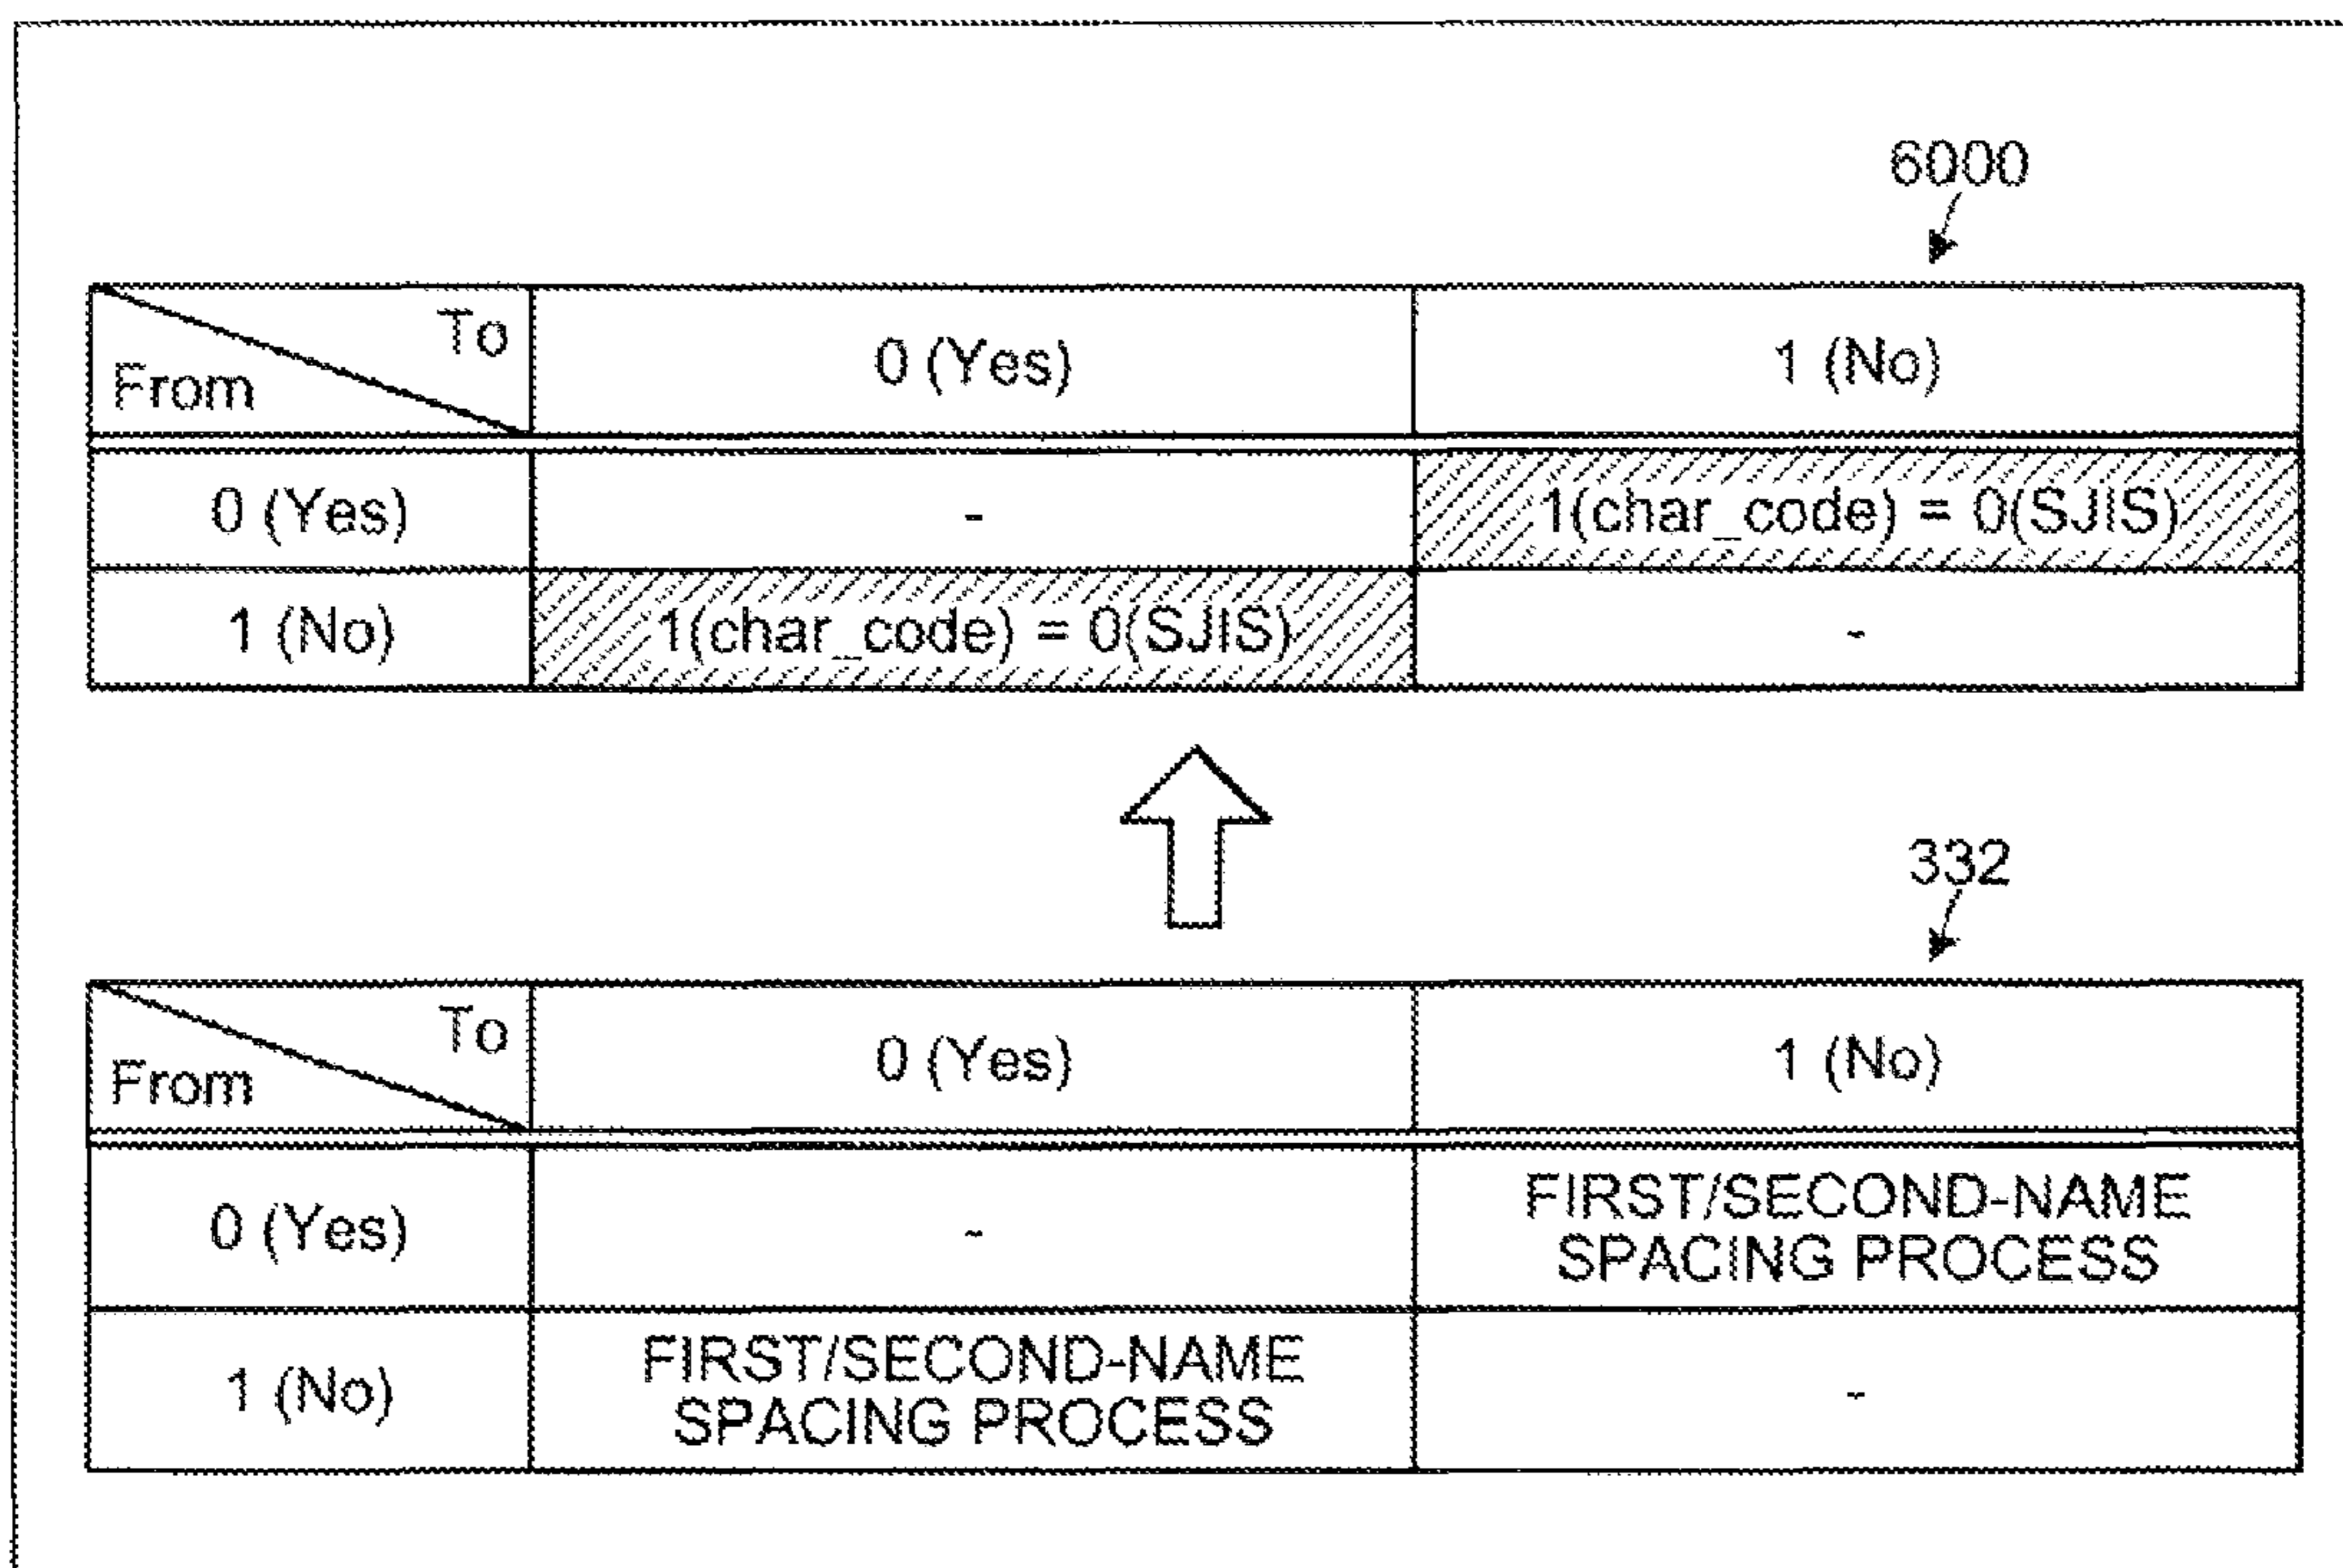 6000
To
From
0 (Yes)
1 (No)
0 (Yes)
-
1(char_code) = 0(SJIS)
1 (No)
1(char_code) = 0(SJIS)
-
332
To
From
0 (Yes)
1 (No)
0 (Yes)
-
FIRST/SECOND-NAME
SPACING PROCESS
1 (No)
FIRST/SECOND-NAME
SPACING PROCESS
-